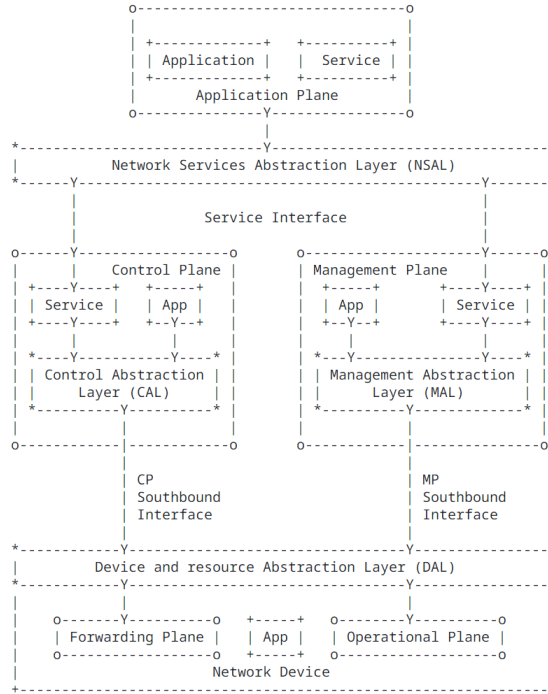 Application Service
Application Plane
Network Services Abstraction Layer (NSAL)
Service Interface
Control Plane Management Plane
Service App App Service
Control Abstraction Management Abstraction
Layer (CAL) Layer (MAL)
CP MP
Southbound Southbound
Interface Interface
Device and resource Abstraction Layer (DAL)
Forwarding Plane App Operational Plane
Network Device